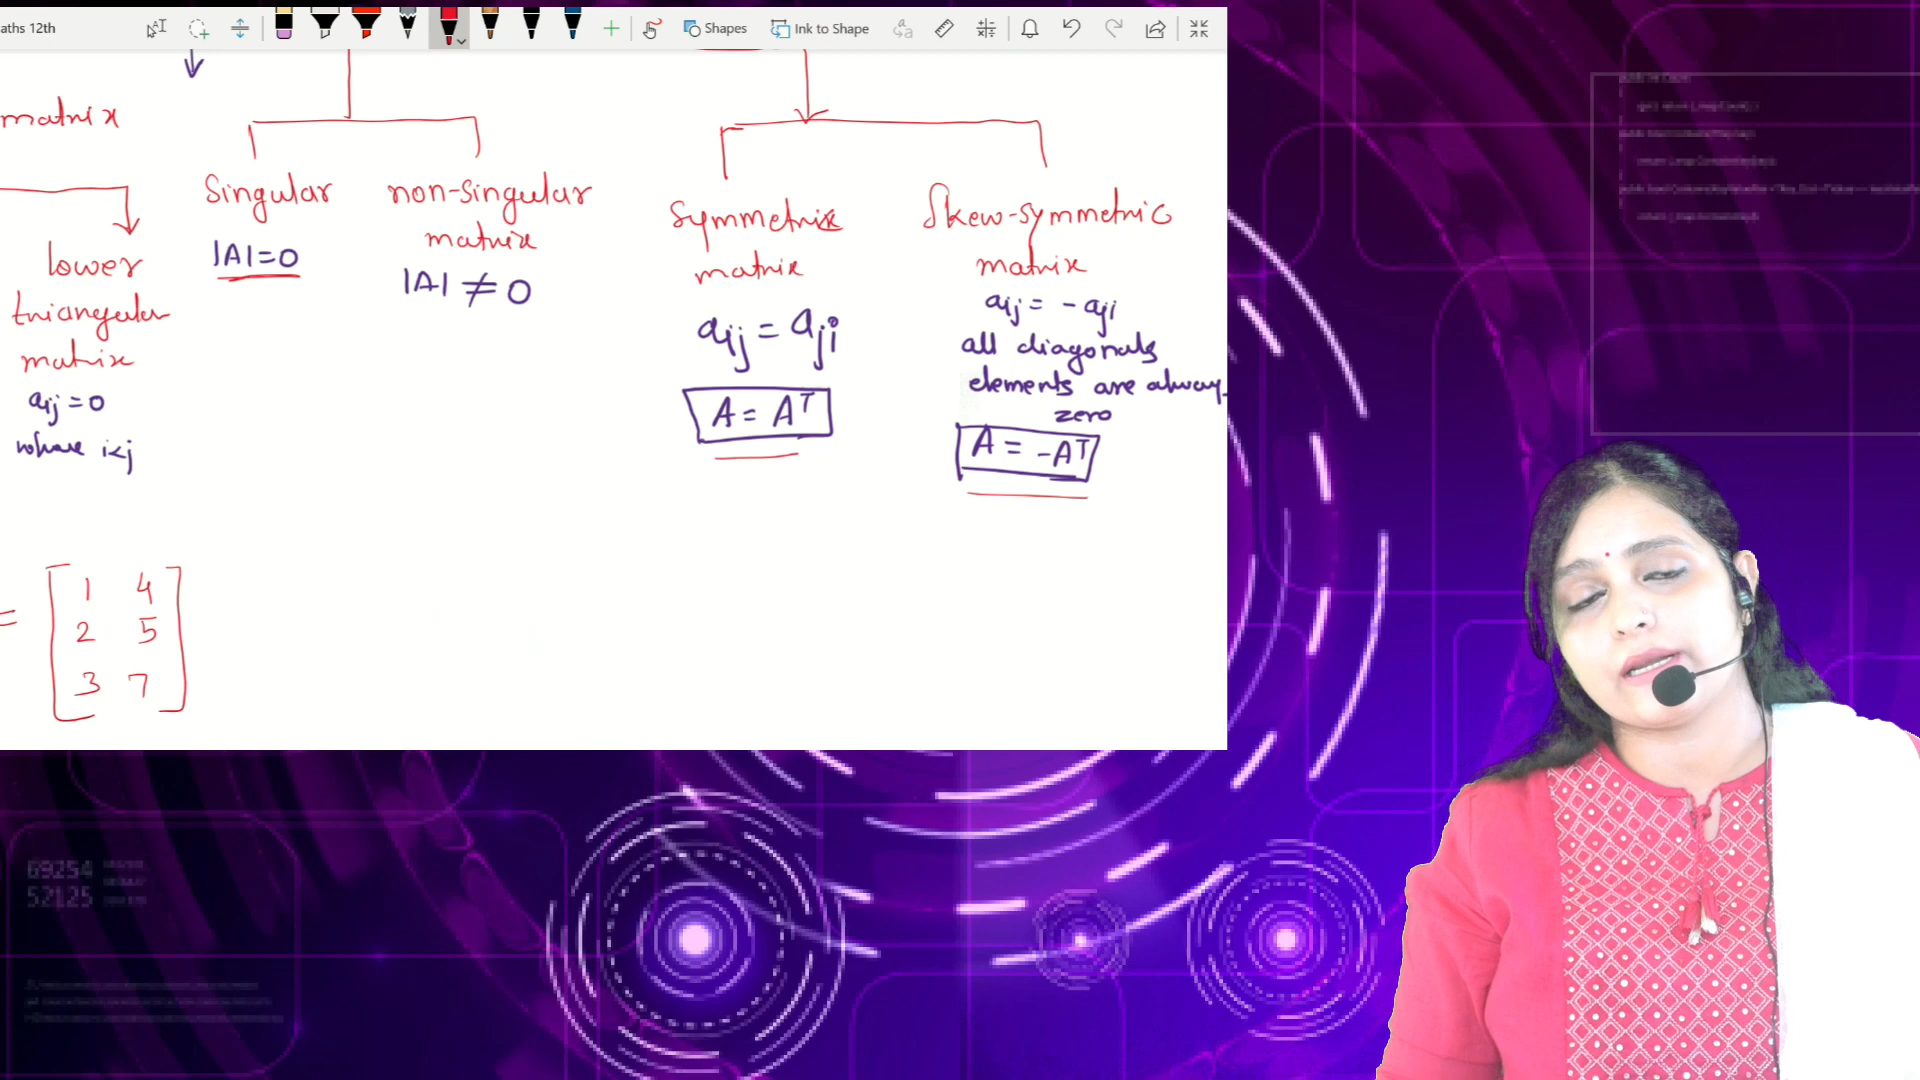 aths 12th
Shapes
Ink to Shape
matrix
Singular
|A|=0
non-singular
matrix
|A| ≠ 0
lower
triangular
matrix
aij = 0
where i<j
Symmetrix
matrix
aij = aji
A = Aᵀ
Skew-symmetric
matrix
aij = - aji
all diagonals
elements are alway
zero
A = -Aᵀ
= [ 1 4
2 5
3 7 ]
69254
52125